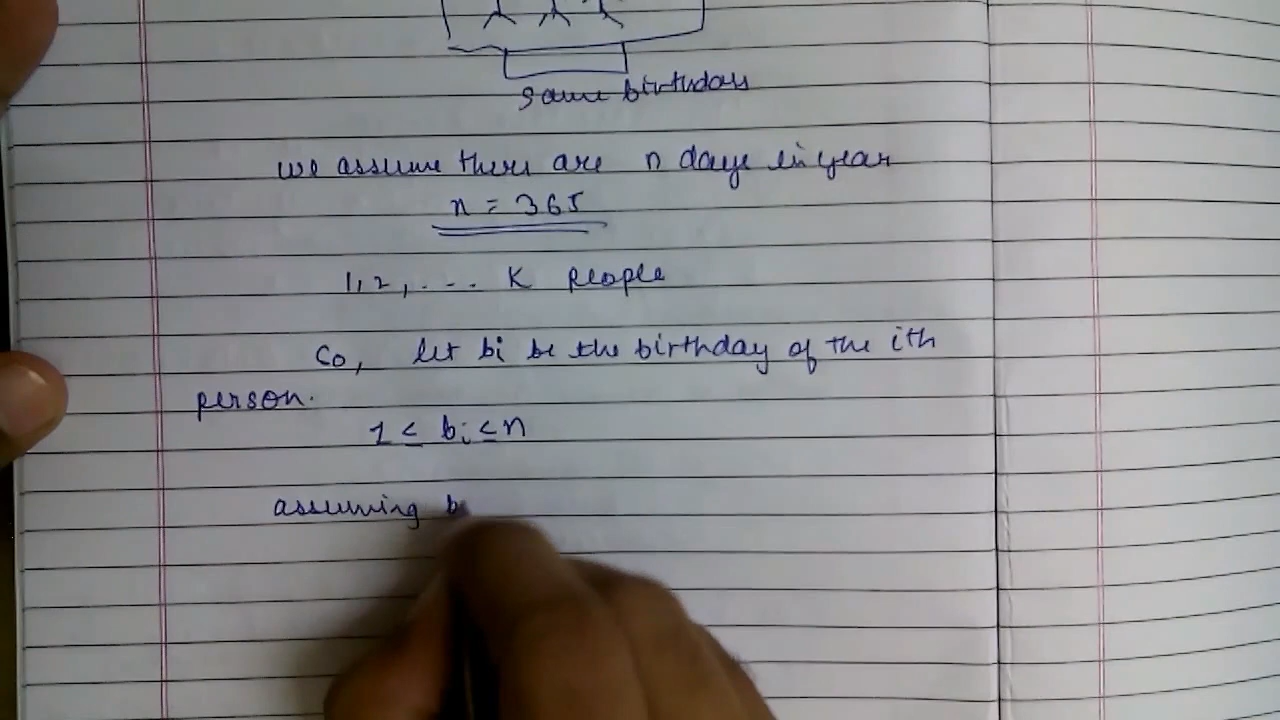 same birthday
we assume there are n days in year
n = 365
1, 2, .... K people
So, let bi be the birthday of the ith
person.
1 ≤ bi ≤ n
assuming b